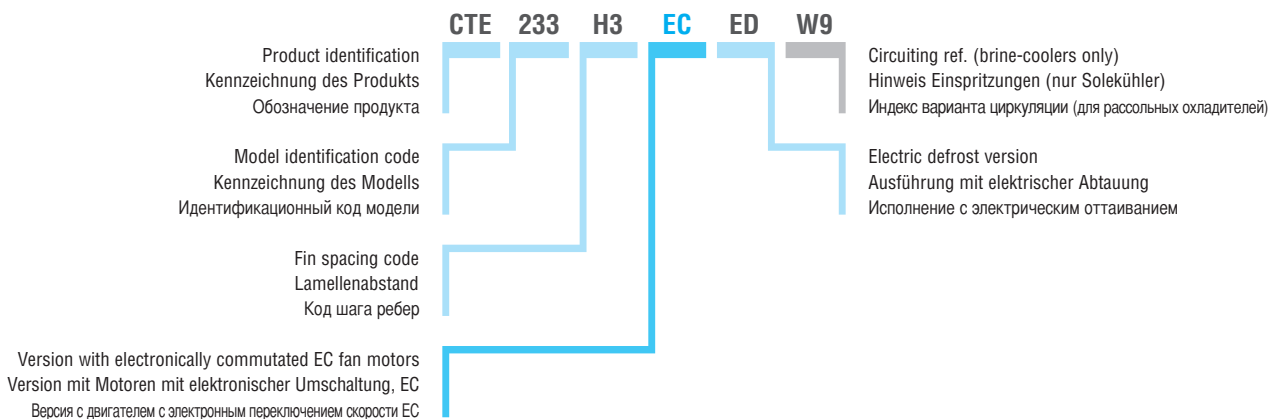 CTE 233 H3 EC ED W9
Product identification
Kennzeichnung des Produkts
Обозначение продукта
Model identification code
Kennzeichnung des Modells
Идентификационный код модели
Fin spacing code
Lamellenabstand
Код шага ребер
Version with electronically commutated EC fan motors
Version mit Motoren mit elektronischer Umschaltung, EC
Версия с двигателем с электронным переключением скорости EC
Circuiting ref. (brine-coolers only)
Hinweis Einspritzungen (nur Solekühler)
Индекс варианта циркуляции (для рассольных охладителей)
Electric defrost version
Ausführung mit elektrischer Abtauung
Исполнение с электрическим оттаиванием